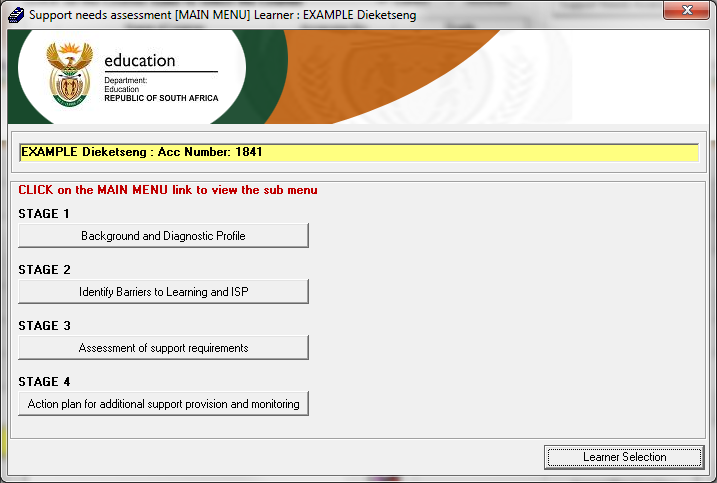 Support needs assessment [MAIN MENU] Learner : EXAMPLE Dieketseng
education
Department:
Education
REPUBLIC OF SOUTH AFRICA
EXAMPLE Dieketseng : Acc Number: 1841
CLICK on the MAIN MENU link to view the sub menu
STAGE 1
Background and Diagnostic Profile
STAGE 2
Identify Barriers to Learning and ISP
STAGE 3
Assessment of support requirements
STAGE 4
Action plan for additional support provision and monitoring
Learner Selection